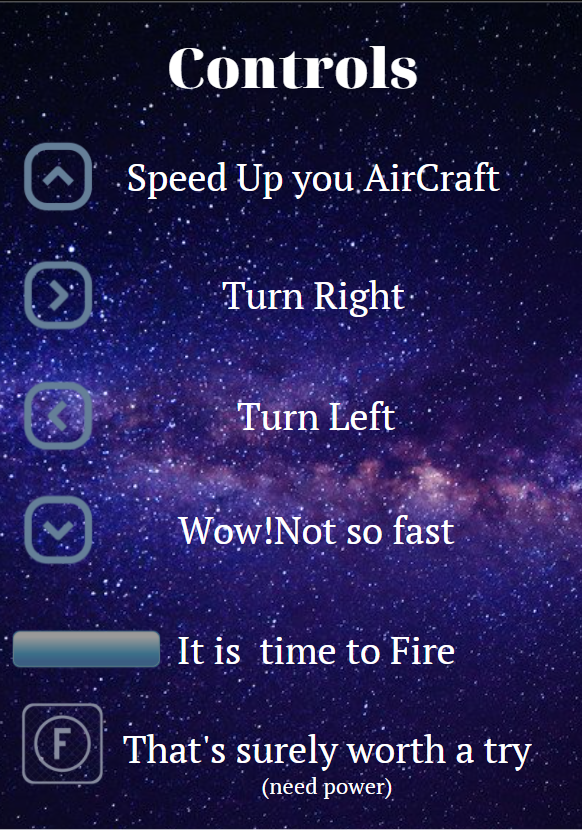 Controls
Speed Up you AirCraft
Turn Right
Turn Left
Wow!Not so fast
It is  time to Fire
F
That's surely worth a try
(need power)